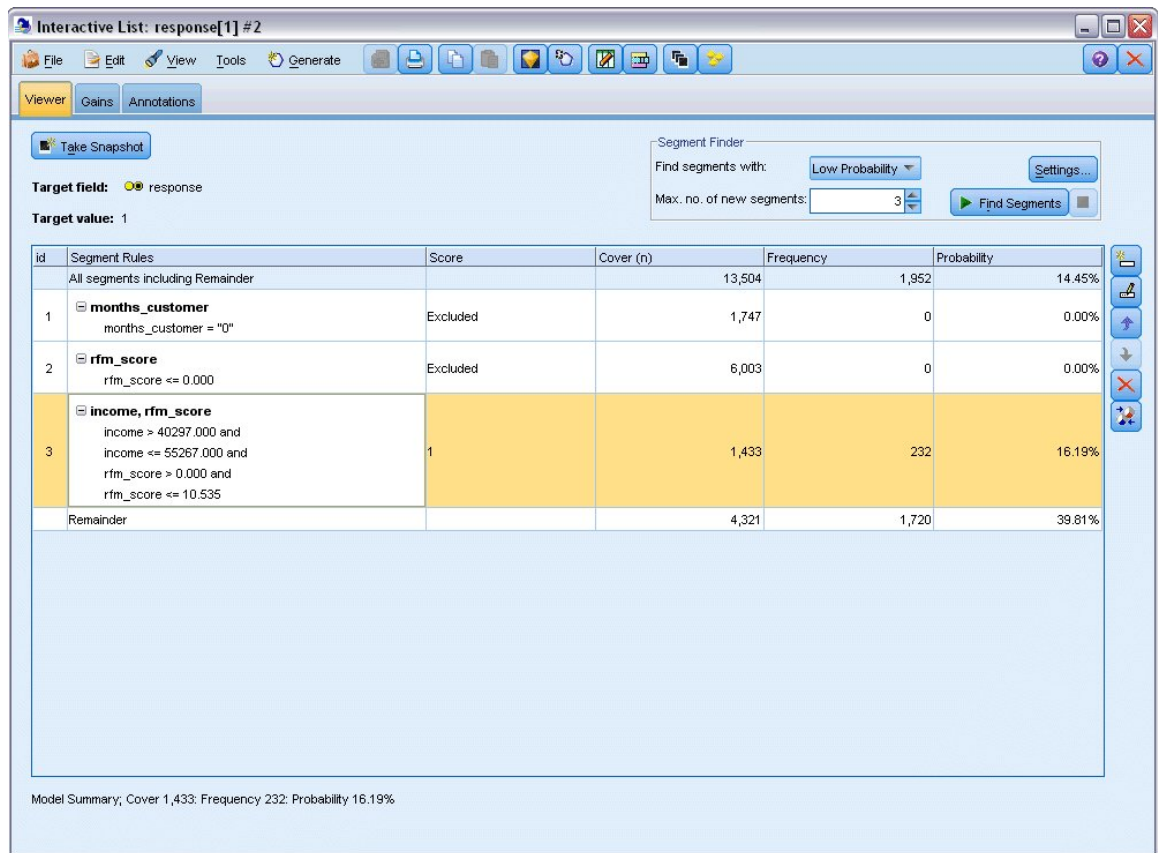 Interactive List: response[1] #2
File Edit View Tools Generate
Viewer Gains Annotations
Take Snapshot
Segment Finder
Find segments with: Low Probability Settings...
Target field: response
Max. no. of new segments: 3 Find Segments
Target value: 1
id Segment Rules Score Cover (n) Frequency Probability
All segments including Remainder 13,504 1,952 14.45%
months_customer
1 Excluded 1,747 0 0.00%
months_customer = "0"
rfm_score
2 Excluded 6,003 0 0.00%
rfm_score <= 0.000
income, rfm_score
income > 40297.000 and
3 income <= 55267.000 and 1 1,433 232 16.19%
rfm_score > 0.000 and
rfm_score <= 10.535
Remainder 4,321 1,720 39.81%
Model Summary; Cover 1,433: Frequency 232: Probability 16.19%